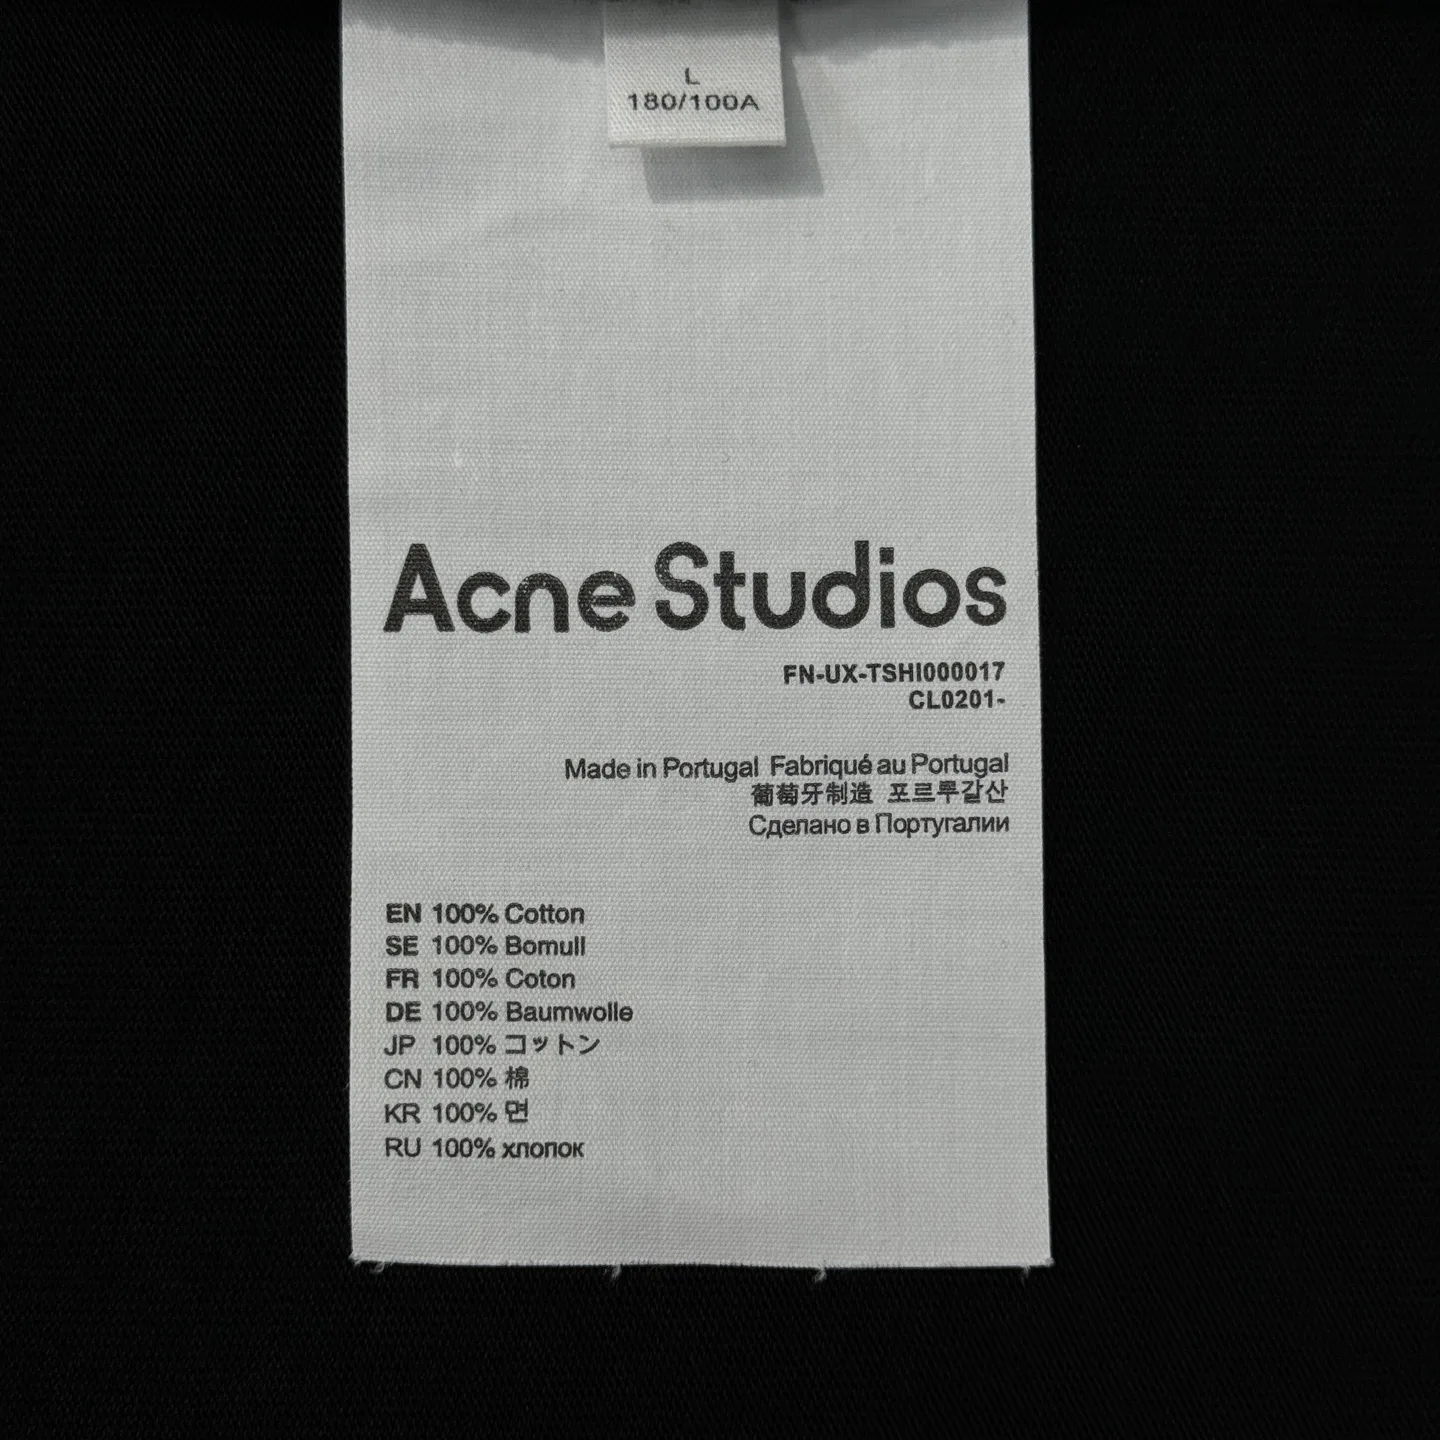 L
180/100A
Acne Studios
FN-UX-TSHI000017
CL0201-
Made in Portugal Fabriqué au Portugal
葡萄牙制造 포르루갈산
Сделано в Португалии
EN 100% Cotton
SE 100% Bomull
FR 100% Coton
DE 100% Baumwolle
JP 100% コットン
CN 100% 棉
KR 100% 면
RU 100% хлопок